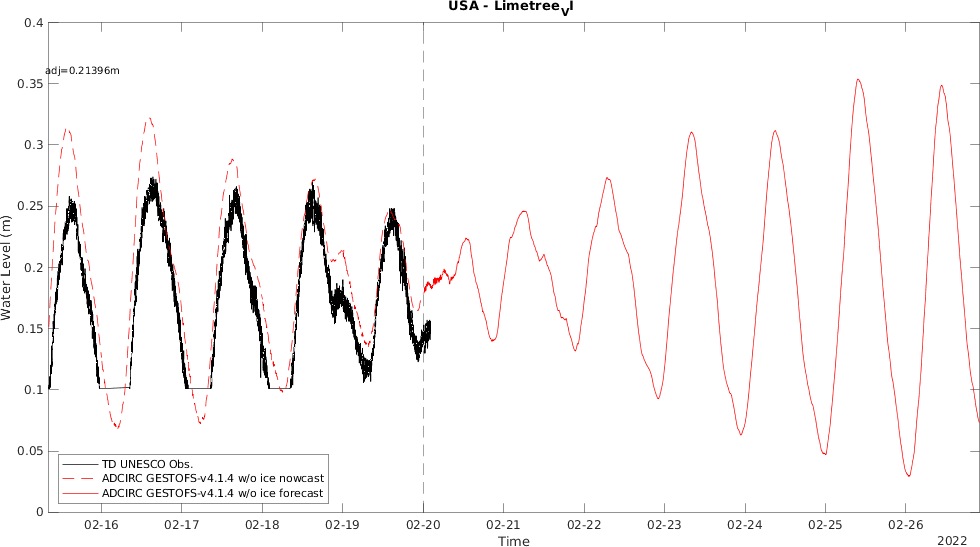 USA - LimetreeVI
0.4
adj=0.21396m
0.35
0.3
0.25
0.2
0.15
0.1
0.05
0
Water Level (m)
TD UNESCO Obs.
ADCIRC GESTOFS-v4.1.4 w/o ice nowcast
ADCIRC GESTOFS-v4.1.4 w/o ice forecast
02-16 02-17 02-18 02-19 02-20 02-21 02-22 02-23 02-24 02-25 02-26
Time
2022